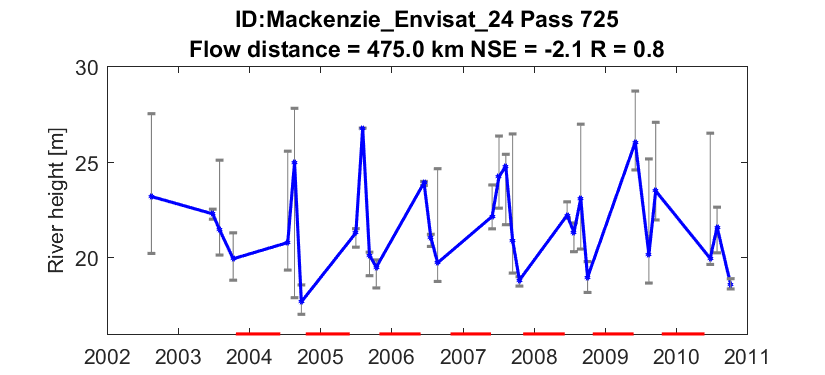 ID:Mackenzie_Envisat_24 Pass 725
Flow distance = 475.0 km NSE = -2.1 R = 0.8
30
25
20
River height [m]
2002 2003 2004 2005 2006 2007 2008 2009 2010 2011